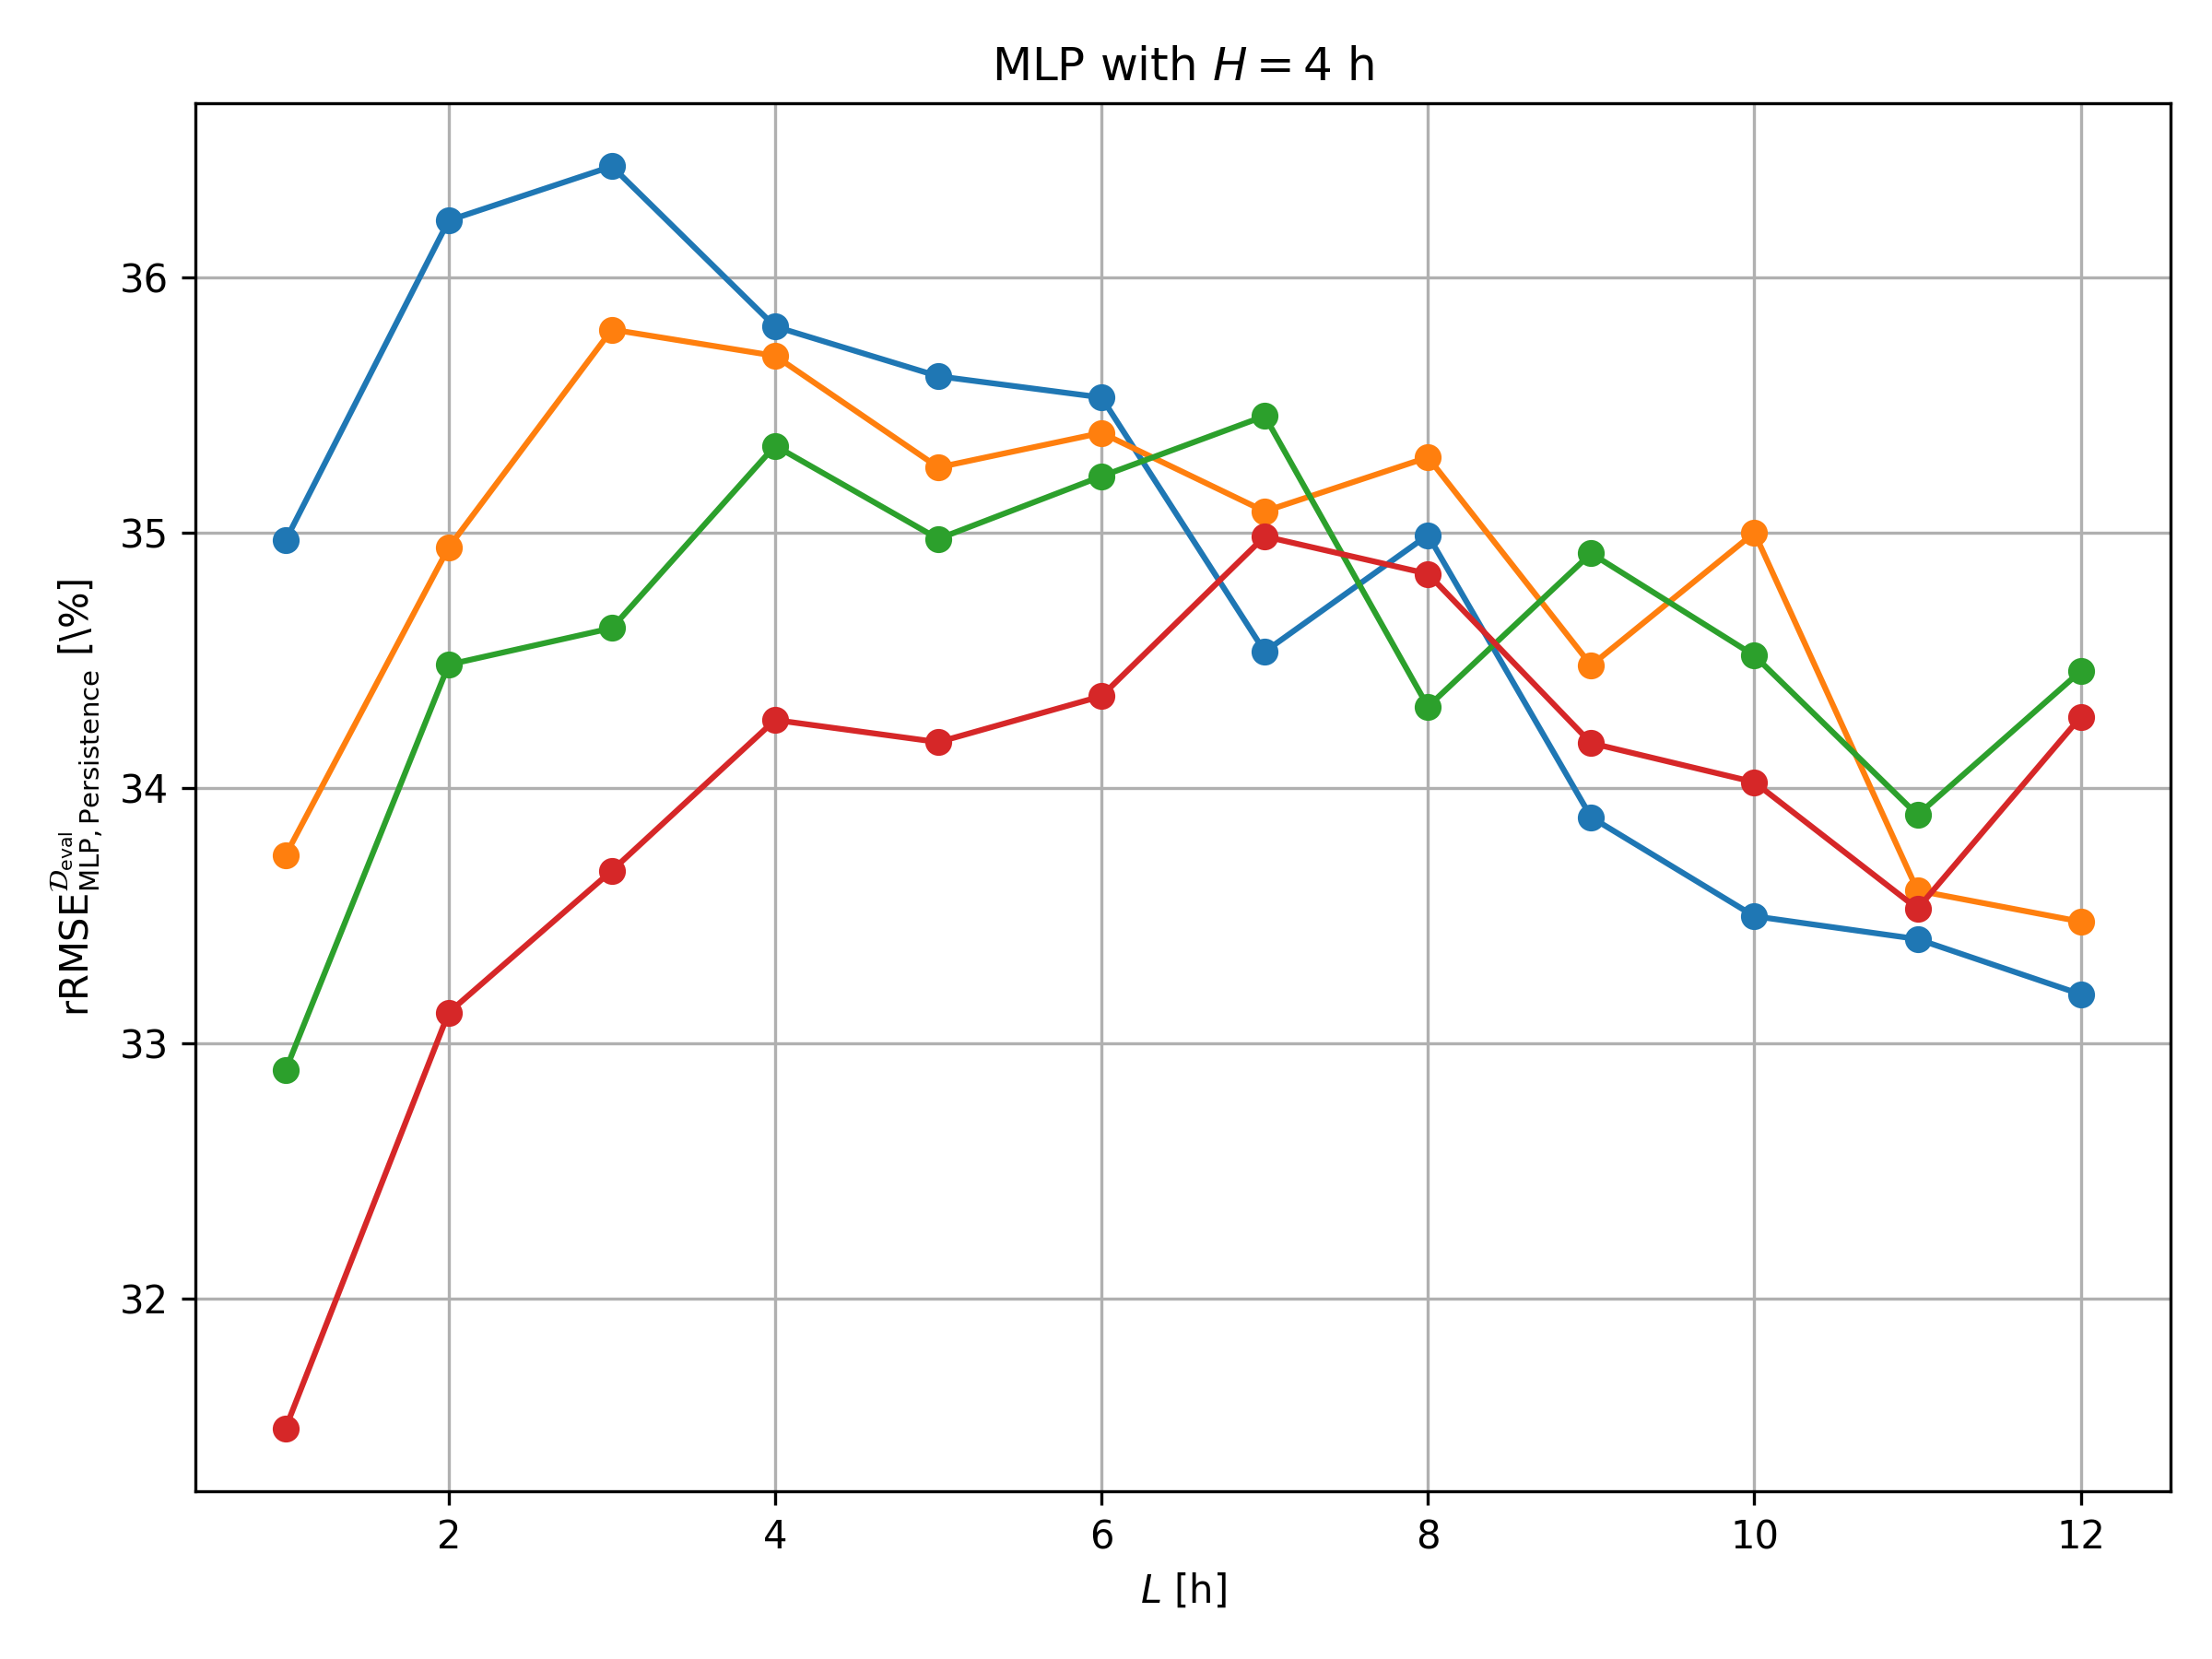 MLP with H = 4 h
rRMSE^{𝒟_eval}_{MLP, Persistence} [\%]
36
35
34
33
32
2 4 6 8 10 12
L [h]